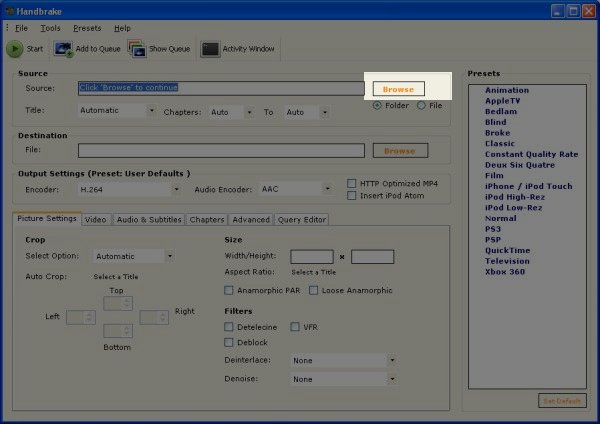 Handbrake
File Tools Presets Help
Start Add to Queue Show Queue Activity Window
Source
Source: Click 'Browse' to continue Browse
Folder File
Title: Automatic Chapters: Auto To Auto
Destination
File: Browse
Output Settings (Preset: User Defaults )
Encoder: H.264 Audio Encoder: AAC
HTTP Optimized MP4
Insert iPod Atom
Picture Settings Video Audio & Subtitles Chapters Advanced Query Editor
Crop
Select Option: Automatic
Auto Crop: Select a Title
Top
Left Right
Bottom
Size
Width/Height: x
Aspect Ratio: Select a Title
Anamorphic PAR Loose Anamorphic
Filters
Detelecine VFR
Deblock
Deinterlace: None
Denoise: None
Presets
Animation
AppleTV
Bedlam
Blind
Broke
Classic
Constant Quality Rate
Deux Six Quatre
Film
iPhone / iPod Touch
iPod High-Rez
iPod Low-Rez
Normal
PS3
PSP
QuickTime
Television
Xbox 360
Set Default